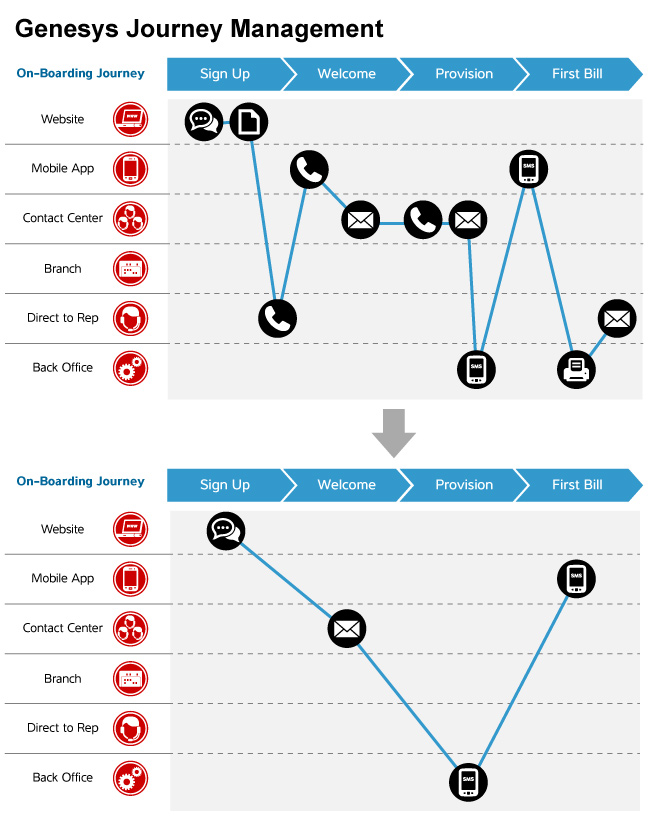 Genesys Journey Management
On-Boarding Journey Sign Up Welcome Provision First Bill
Website WWW
Mobile App SMS
Contact Center
Branch
Direct to Rep
Back Office SMS
On-Boarding Journey Sign Up Welcome Provision First Bill
Website WWW
Mobile App SMS
Contact Center
Branch
Direct to Rep
Back Office SMS